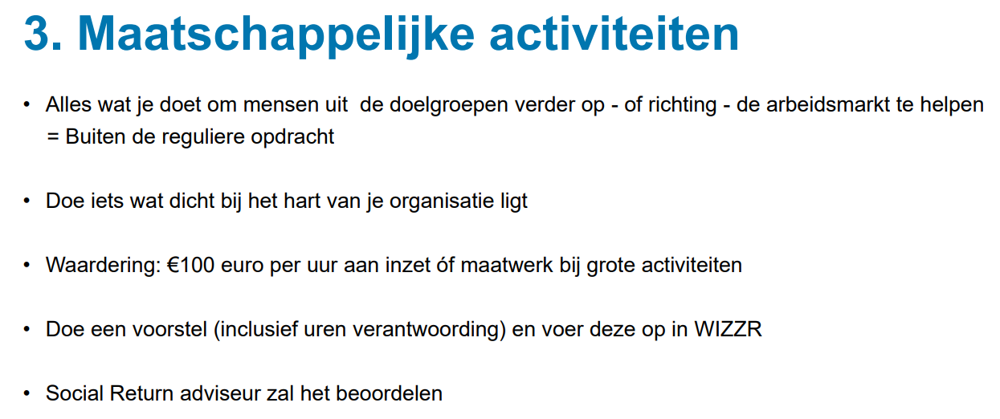 3. Maatschappelijke activiteiten
• Alles wat je doet om mensen uit  de doelgroepen verder op - of richting - de arbeidsmarkt te helpen
= Buiten de reguliere opdracht
• Doe iets wat dicht bij het hart van je organisatie ligt
• Waardering: €100 euro per uur aan inzet óf maatwerk bij grote activiteiten
• Doe een voorstel (inclusief uren verantwoording) en voer deze op in WIZZR
• Social Return adviseur zal het beoordelen